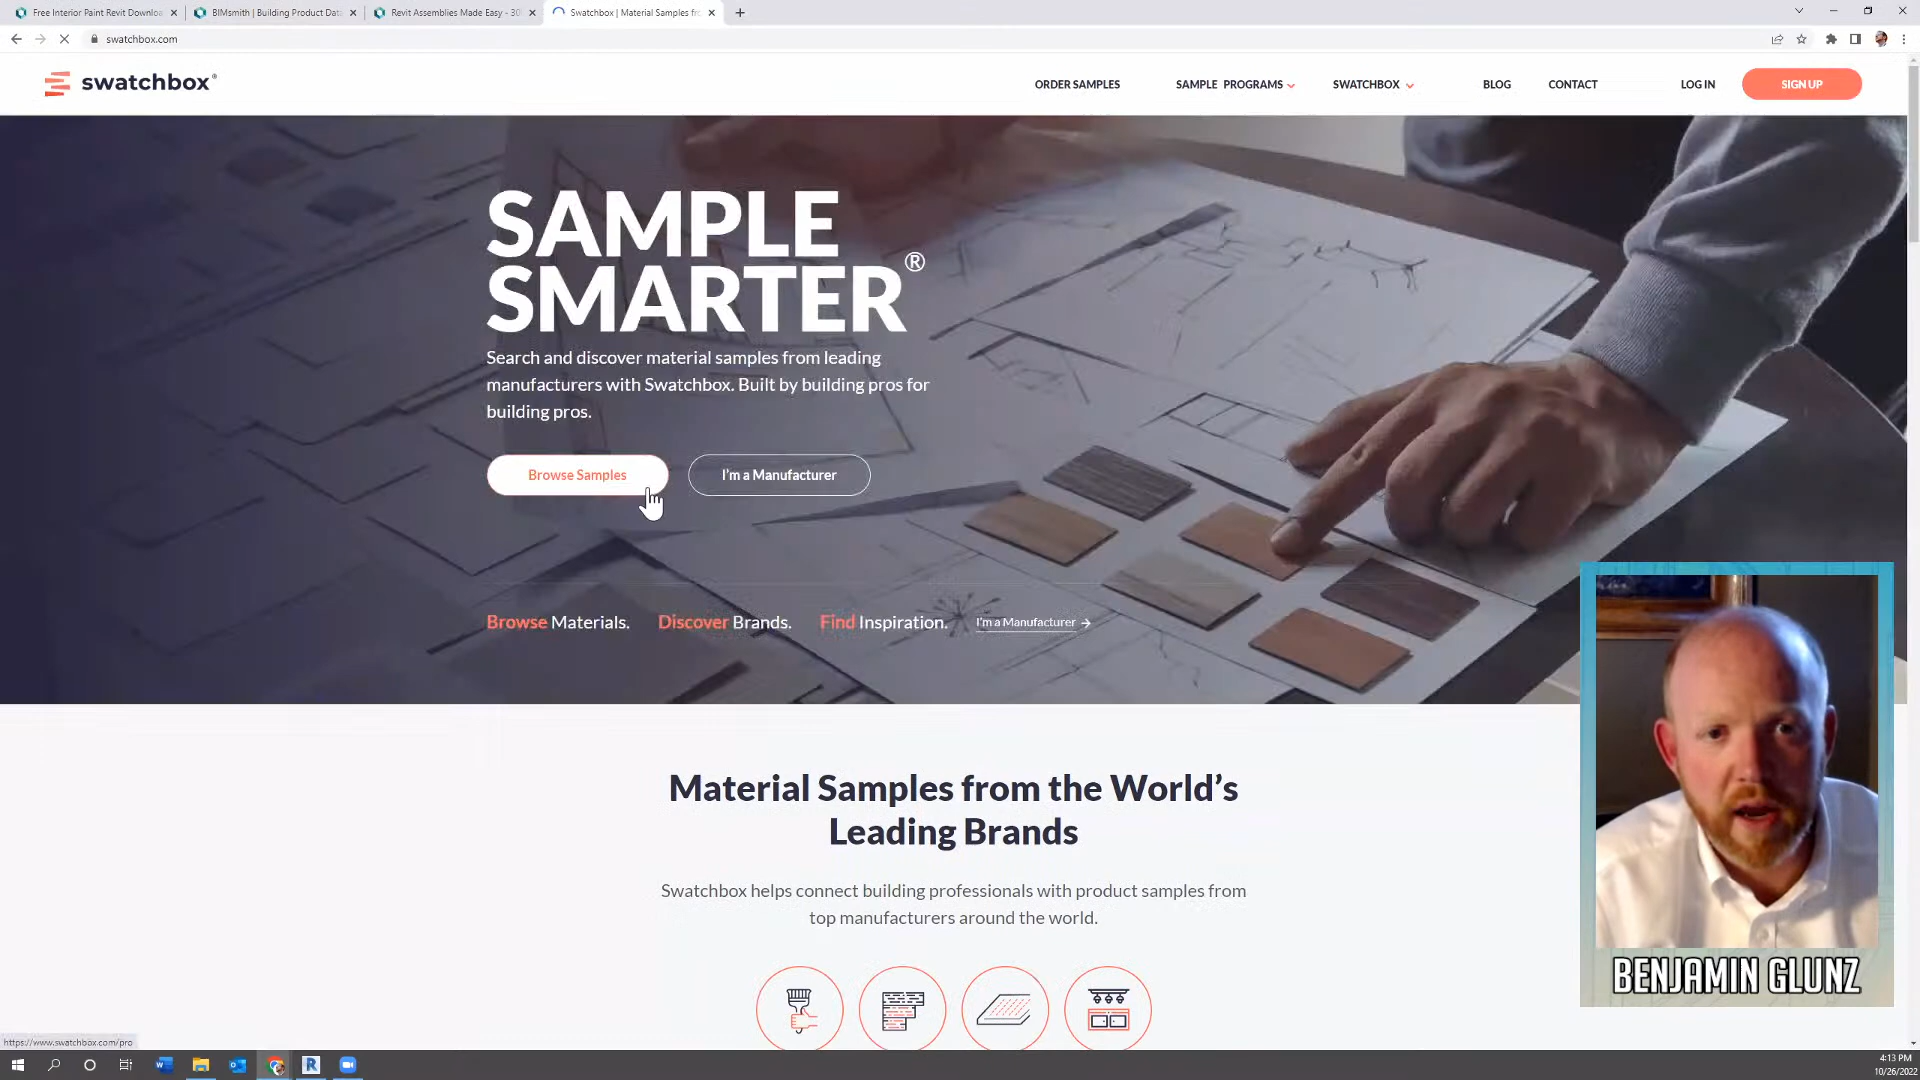 Free Interior Paint Revit Downloa
BIMsmith | Building Product Data
Revit Assemblies Made Easy - 30
Swatchbox | Material Samples fr
swatchbox.com
swatchbox®
ORDER SAMPLES
SAMPLE PROGRAMS
SWATCHBOX
BLOG
CONTACT
LOG IN
SIGN UP
SAMPLE
SMARTER®
Search and discover material samples from leading
manufacturers with Swatchbox. Built by building pros for
building pros.
Browse Samples
I'm a Manufacturer
Browse Materials. Discover Brands. Find Inspiration. I'm a Manufacturer →
Material Samples from the World's
Leading Brands
Swatchbox helps connect building professionals with product samples from
top manufacturers around the world.
BENJAMIN GLUNZ
https://www.swatchbox.com/pro
4:13 PM
10/26/2022